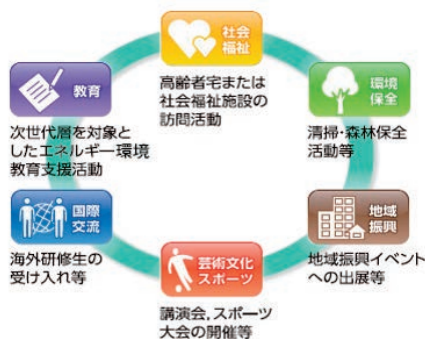 社会
福祉
高齢者宅または
社会福祉施設の
訪問活動
環境
保全
清掃・森林保全
活動等
地域
振興
地域振興イベント
への出展等
芸術文化
スポーツ
講演会，スポーツ
大会の開催等
国際
交流
海外研修生の
受け入れ等
教育
次世代層を対象と
したエネルギー環境
教育支援活動